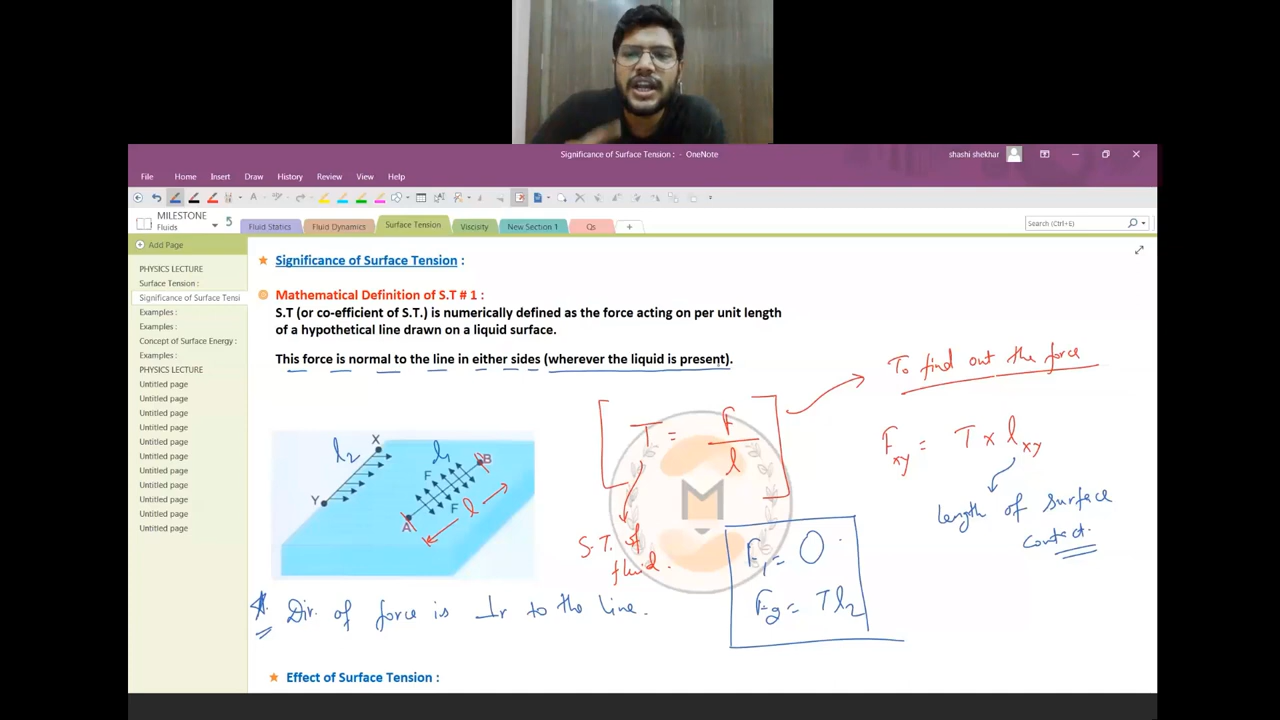 Significance of Surface Tension : - OneNote
shashi shekhar
File Home Insert Draw History Review View Help
MILESTONE
Fluids
Fluid Statics
Fluid Dynamics
Surface Tension
Viscosity
New Section 1
Qs
Search (Ctrl+E)
Add Page
PHYSICS LECTURE
Surface Tension :
Significance of Surface Tensi
Examples :
Examples :
Concept of Surface Energy :
Examples :
PHYSICS LECTURE
Untitled page
Untitled page
Untitled page
Untitled page
Untitled page
Untitled page
Untitled page
Untitled page
Untitled page
Untitled page
Untitled page
Significance of Surface Tension :
Mathematical Definition of S.T # 1 :
S.T (or co-efficient of S.T.) is numerically defined as the force acting on per unit length
of a hypothetical line drawn on a liquid surface.
This force is normal to the line in either sides (wherever the liquid is present).
To find out the force
T = F/l
F_xy = T × l_xy
length of surface
contact.
l2 X l1 B
F
Y F
A l
S.T. of
fluid.
F1 = 0
F2 = T l2
Dir. of force is ⊥r to the line.
Effect of Surface Tension :